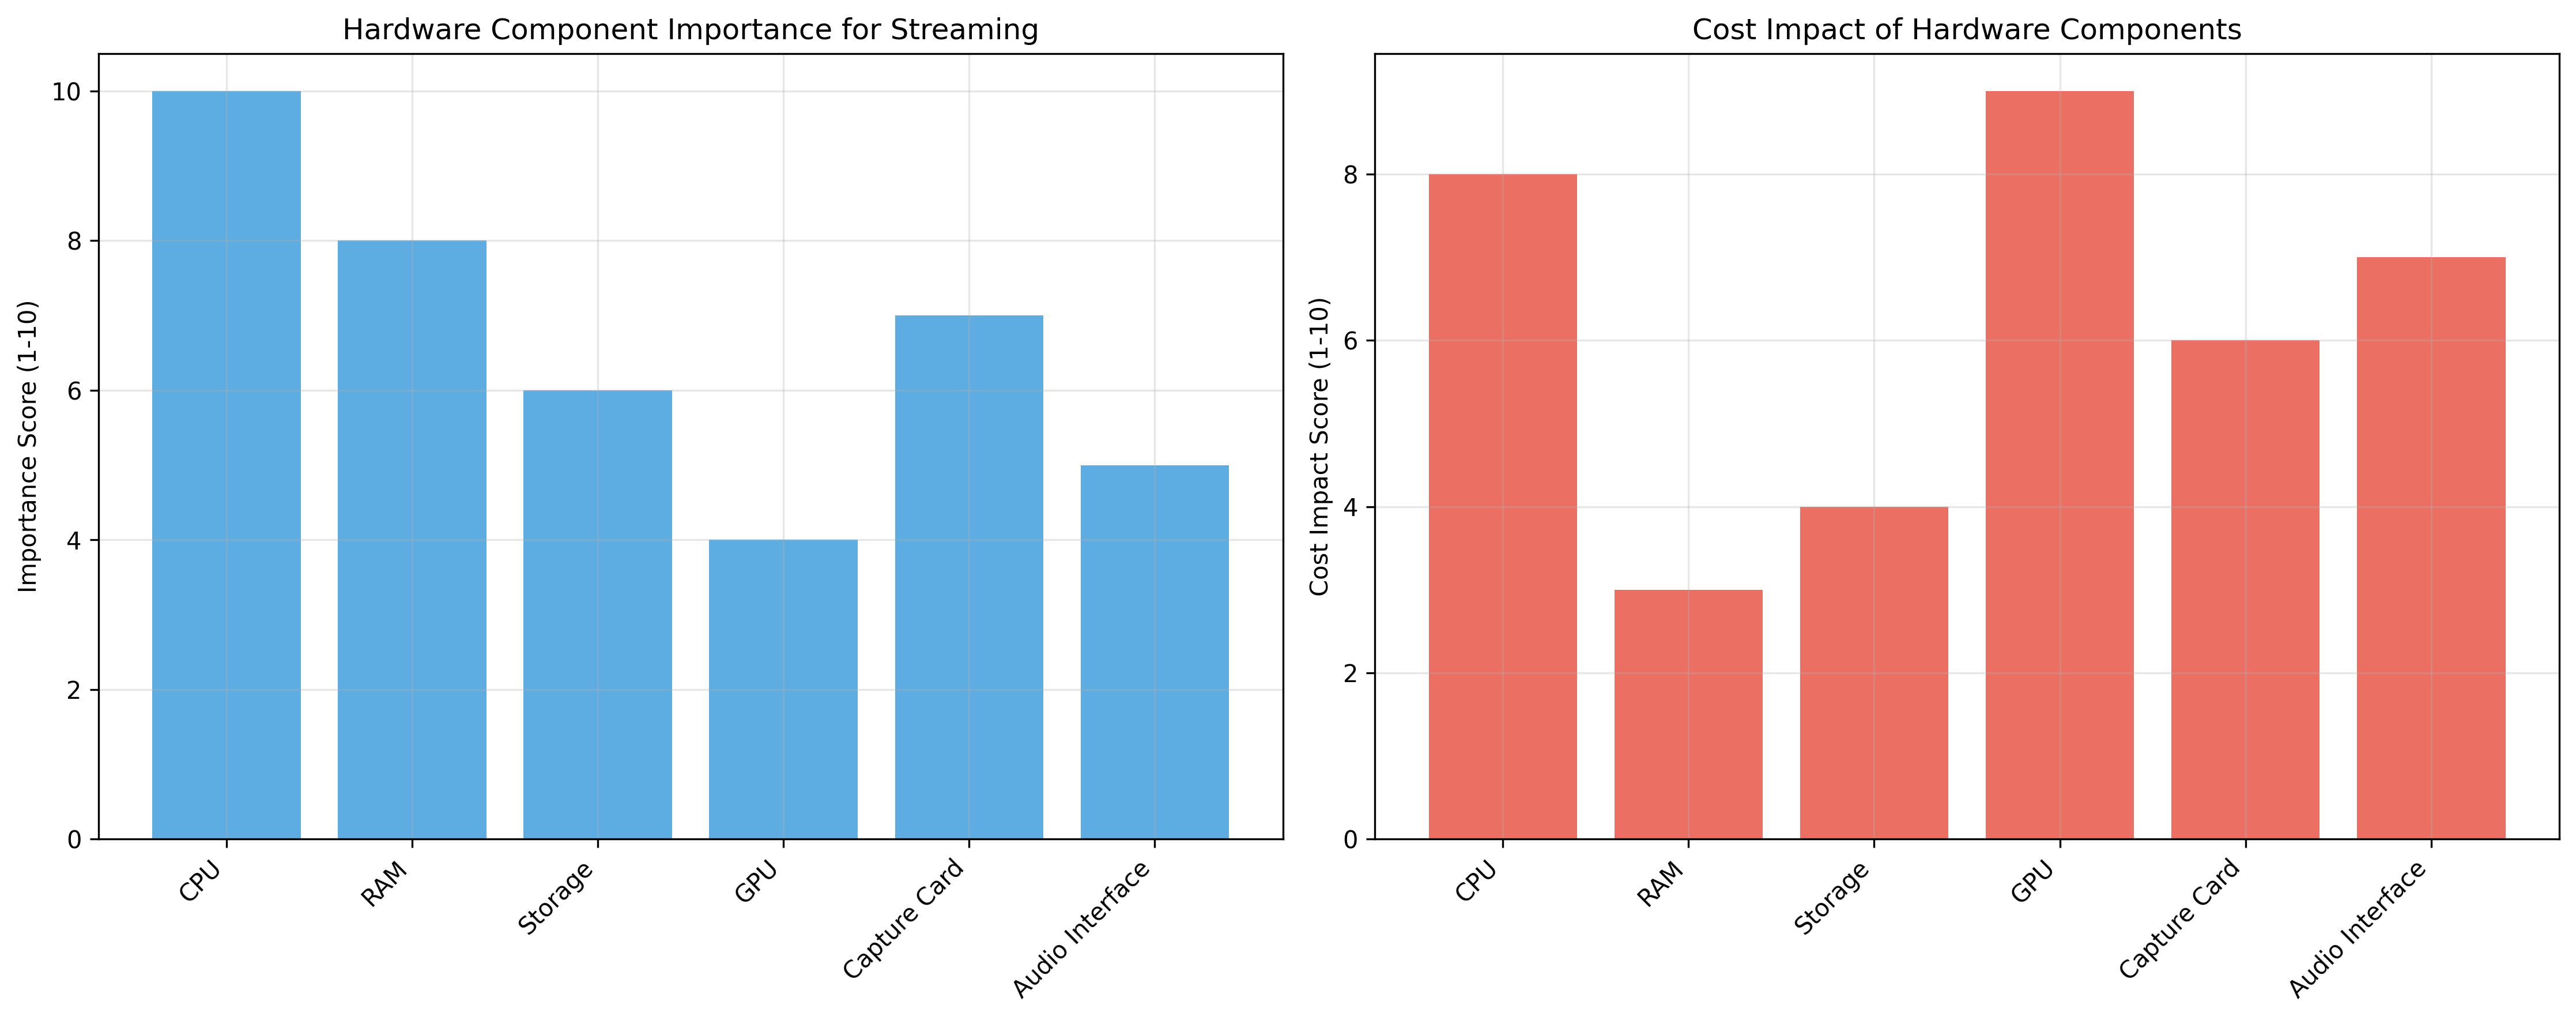 Hardware Component Importance for Streaming
Importance Score (1-10)
10
8
6
4
2
0
CPU
RAM
Storage
GPU
Capture Card
Audio Interface
Cost Impact of Hardware Components
Cost Impact Score (1-10)
8
6
4
2
0
CPU
RAM
Storage
GPU
Capture Card
Audio Interface